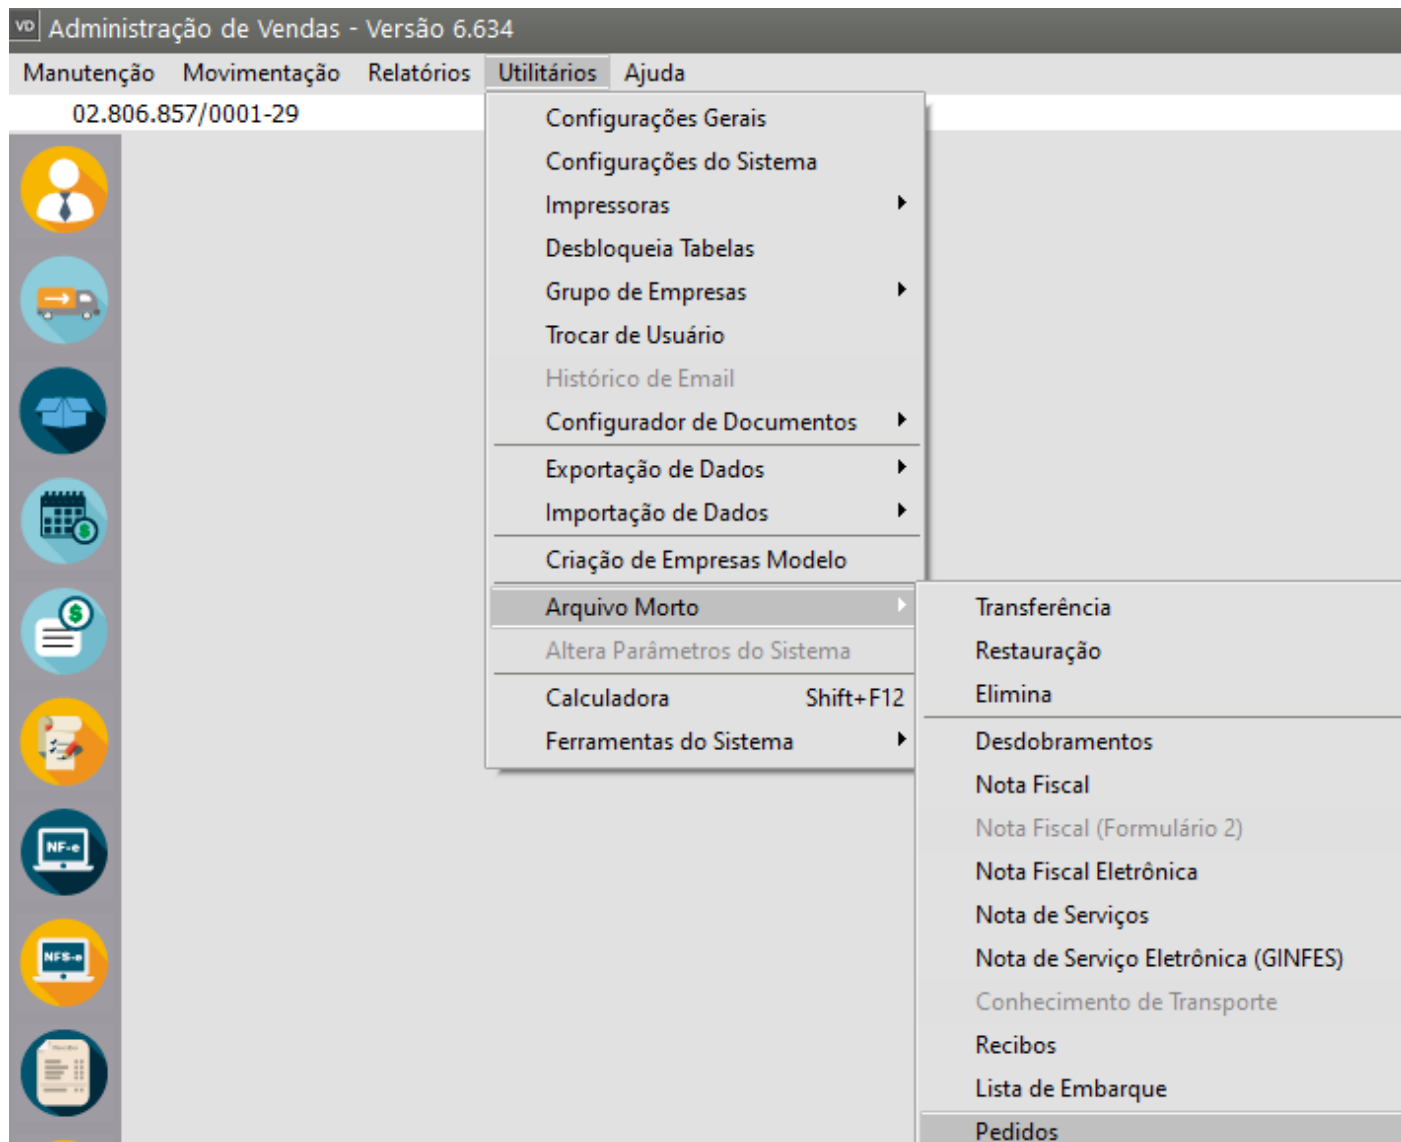 VD Administração de Vendas - Versão 6.634
Manutenção Movimentação Relatórios Utilitários Ajuda
02.806.857/0001-29
Configurações Gerais
Configurações do Sistema
Impressoras
Desbloqueia Tabelas
Grupo de Empresas
Trocar de Usuário
Histórico de Email
Configurador de Documentos
Exportação de Dados
Importação de Dados
Criação de Empresas Modelo
Arquivo Morto
Altera Parâmetros do Sistema
Calculadora Shift+F12
Ferramentas do Sistema
Transferência
Restauração
Elimina
Desdobramentos
Nota Fiscal
Nota Fiscal (Formulário 2)
Nota Fiscal Eletrônica
Nota de Serviços
Nota de Serviço Eletrônica (GINFES)
Conhecimento de Transporte
Recibos
Lista de Embarque
Pedidos
$
$
NF-e
NFS-e